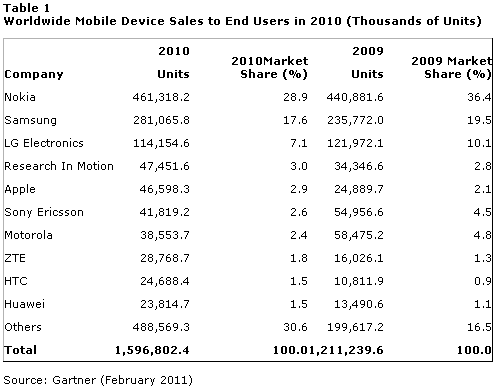 Table 1
Worldwide Mobile Device Sales to End Users in 2010 (Thousands of Units)
2010 2009
Company Units 2010Market Share (%) Units 2009 Market Share (%)
Nokia 461,318.2 28.9 440,881.6 36.4
Samsung 281,065.8 17.6 235,772.0 19.5
LG Electronics 114,154.6 7.1 121,972.1 10.1
Research In Motion 47,451.6 3.0 34,346.6 2.8
Apple 46,598.3 2.9 24,889.7 2.1
Sony Ericsson 41,819.2 2.6 54,956.6 4.5
Motorola 38,553.7 2.4 58,475.2 4.8
ZTE 28,768.7 1.8 16,026.1 1.3
HTC 24,688.4 1.5 10,811.9 0.9
Huawei 23,814.7 1.5 13,490.6 1.1
Others 488,569.3 30.6 199,617.2 16.5
Total 1,596,802.4 100.0 1,211,239.6 100.0
Source: Gartner (February 2011)